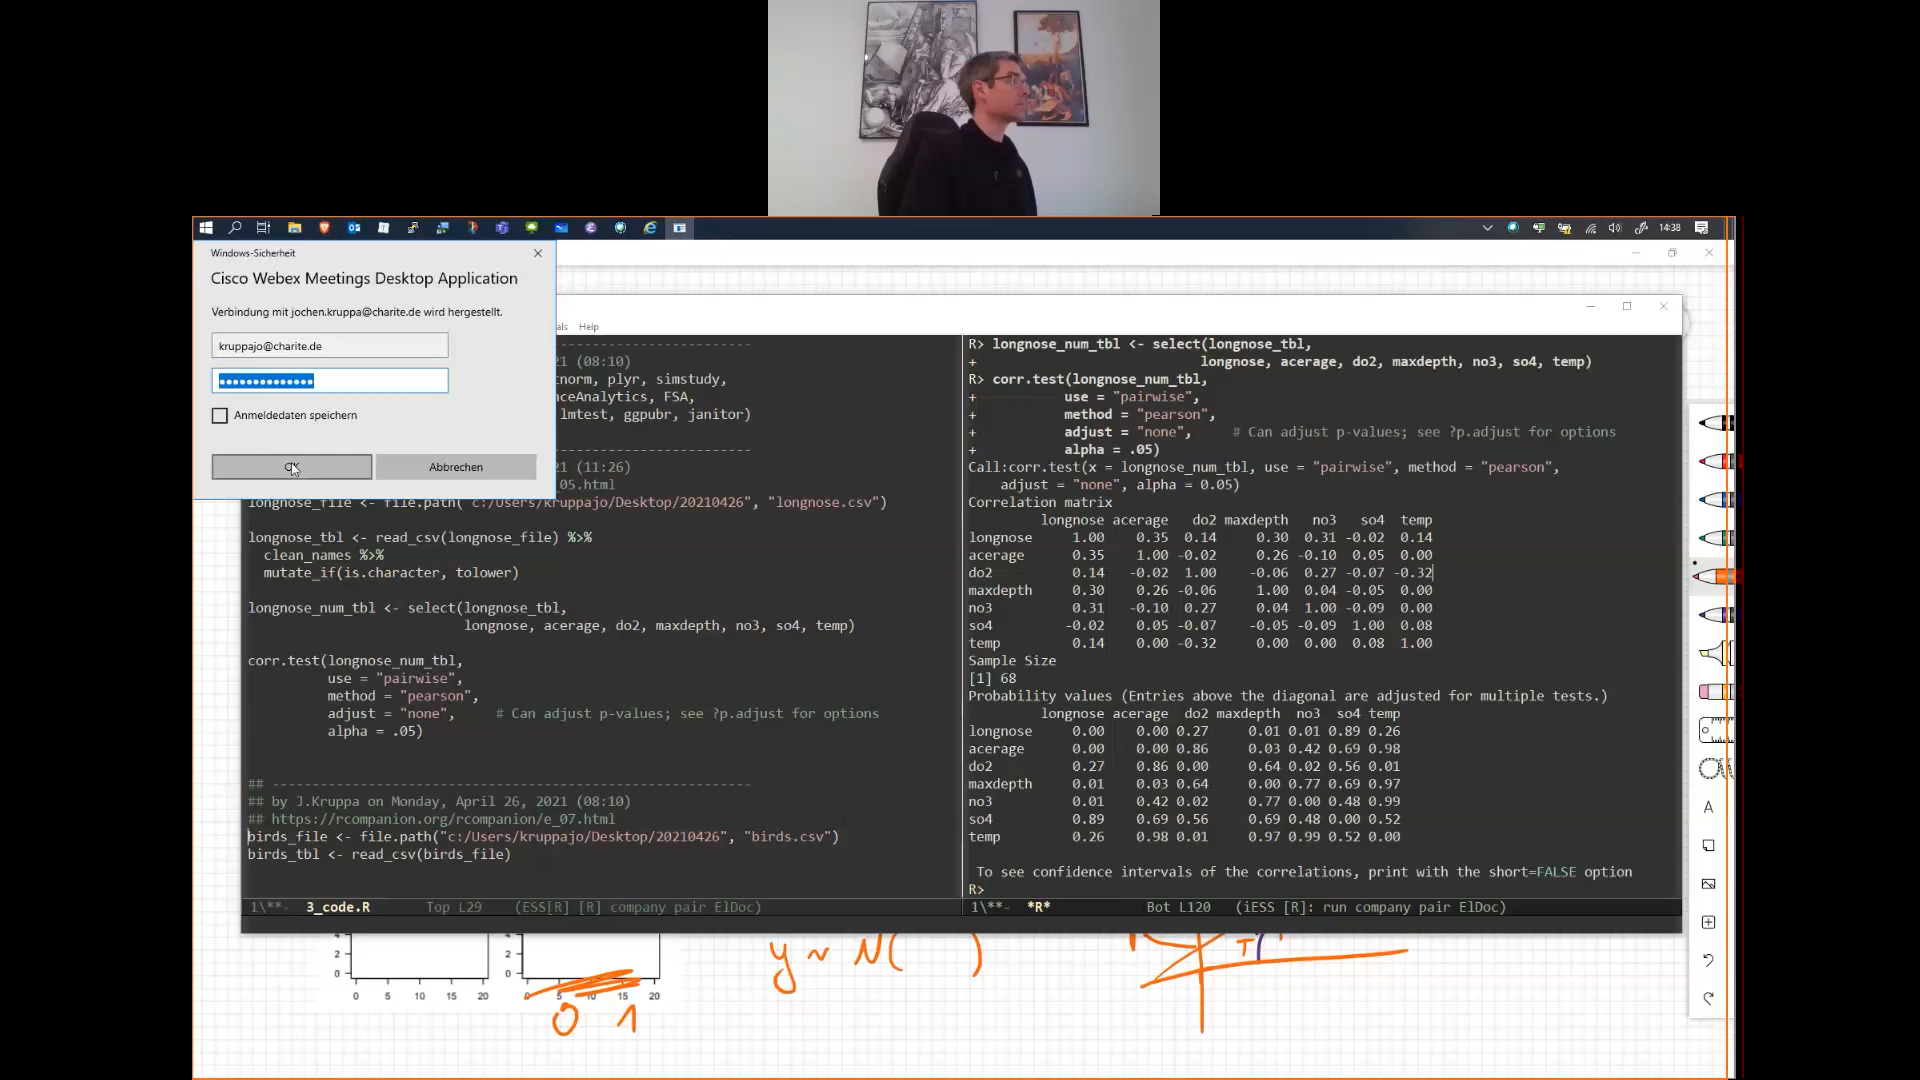 14:38
Windows-Sicherheit
Cisco Webex Meetings Desktop Application
Verbindung mit jochen.kruppa@charite.de wird hergestellt.
kruppajo@charite.de
••••••••••••••
Anmeldedaten speichern
Abbrechen
als Help
21 (08:10)
tnorm, plyr, simstudy,
nceAnalytics, FSA,
lmtest, ggpubr, janitor)
21 (11:26)
_05.html
longnose_file <- file.path("c:/Users/kruppajo/Desktop/20210426", "longnose.csv")
longnose_tbl <- read_csv(longnose_file) %>%
clean_names %>%
mutate_if(is.character, tolower)
longnose_num_tbl <- select(longnose_tbl,
longnose, acerage, do2, maxdepth, no3, so4, temp)
corr.test(longnose_num_tbl,
use = "pairwise",
method = "pearson",
adjust = "none", # Can adjust p-values; see ?p.adjust for options
alpha = .05)
## ------------------------------------------------------------
## by J.Kruppa on Monday, April 26, 2021 (08:10)
## https://rcompanion.org/rcompanion/e_07.html
birds_file <- file.path("c:/Users/kruppajo/Desktop/20210426", "birds.csv")
birds_tbl <- read_csv(birds_file)
1\**- 3_code.R Top L29 (ESS[R] [R] company pair ElDoc)
R> longnose_num_tbl <- select(longnose_tbl,
+ longnose, acerage, do2, maxdepth, no3, so4, temp)
R> corr.test(longnose_num_tbl,
+ use = "pairwise",
+ method = "pearson",
+ adjust = "none", # Can adjust p-values; see ?p.adjust for options
+ alpha = .05)
Call:corr.test(x = longnose_num_tbl, use = "pairwise", method = "pearson",
adjust = "none", alpha = 0.05)
Correlation matrix
longnose acerage do2 maxdepth no3 so4 temp
longnose 1.00 0.35 0.14 0.30 0.31 -0.02 0.14
acerage 0.35 1.00 -0.02 0.26 -0.10 0.05 0.00
do2 0.14 -0.02 1.00 -0.06 0.27 -0.07 -0.32
maxdepth 0.30 0.26 -0.06 1.00 0.04 -0.05 0.00
no3 0.31 -0.10 0.27 0.04 1.00 -0.09 0.00
so4 -0.02 0.05 -0.07 -0.05 -0.09 1.00 0.08
temp 0.14 0.00 -0.32 0.00 0.00 0.08 1.00
Sample Size
[1] 68
Probability values (Entries above the diagonal are adjusted for multiple tests.)
longnose acerage do2 maxdepth no3 so4 temp
longnose 0.00 0.00 0.27 0.01 0.01 0.89 0.26
acerage 0.00 0.00 0.86 0.03 0.42 0.69 0.98
do2 0.27 0.86 0.00 0.64 0.02 0.56 0.01
maxdepth 0.01 0.03 0.64 0.00 0.77 0.69 0.97
no3 0.01 0.42 0.02 0.77 0.00 0.48 0.99
so4 0.89 0.69 0.56 0.69 0.48 0.00 0.52
temp 0.26 0.98 0.01 0.97 0.99 0.52 0.00
To see confidence intervals of the correlations, print with the short=FALSE option
R>
1\**- *R* Bot L120 (iESS [R]: run company pair ElDoc)
4 4
2 2
0 0
0 5 10 15 20 0 5 10 15 20
0 1
y ~ N( )
A